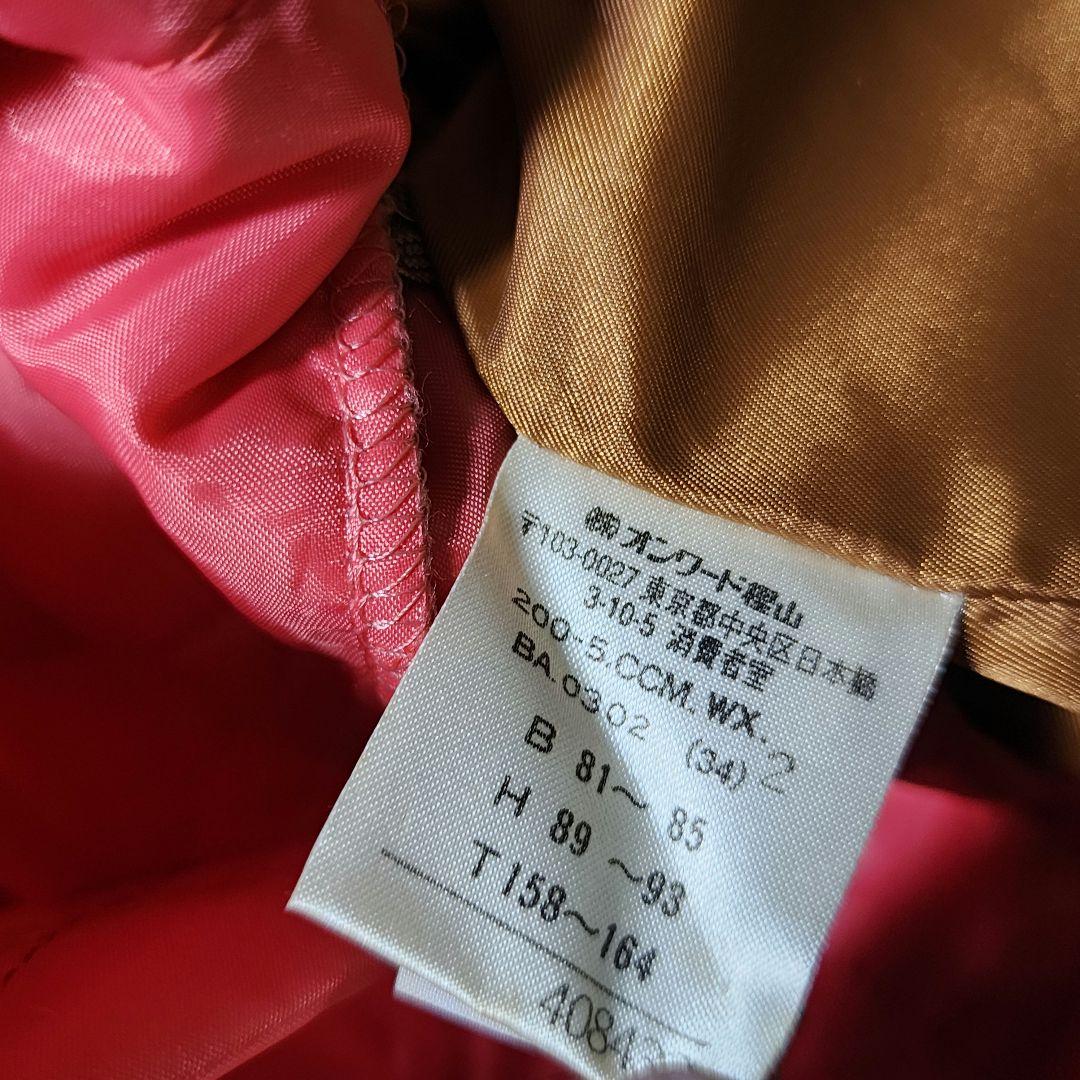 ㈱オンワード樫山
〒103-0027 東京都中央区日本橋
3-10-5 消費者室
200-5.CCM.WX.2
BA.03.02 (34)
B 81～85
H 89～93
T 158～164